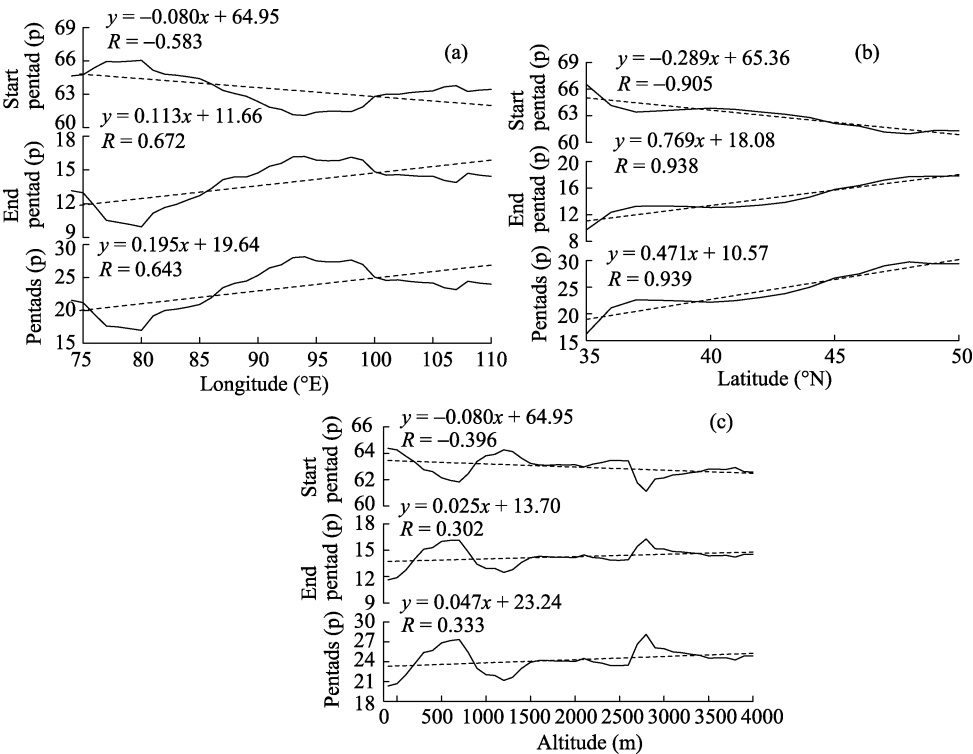 y = −0.080x + 64.95
R = −0.583
(a)
Start
pentad (p)
69
66
63
60
y = 0.113x + 11.66
R = 0.672
End
pentad (p)
18
15
12
9
y = 0.195x + 19.64
R = 0.643
Pentads (p)
30
25
20
15
75 80 85 90 95 100 105 110
Longitude (°E)
y = −0.289x + 65.36
R = −0.905
(b)
Start
pentad (p)
69
66
63
60
y = 0.769x + 18.08
R = 0.938
End
pentad (p)
20
16
12
8
y = 0.471x + 10.57
R = 0.939
Pentads (p)
30
25
20
15
35 40 45 50
Latitude (°N)
y = −0.080x + 64.95
R = −0.396
(c)
Start
pentad (p)
66
64
62
60
y = 0.025x + 13.70
R = 0.302
End
pentad (p)
18
15
12
9
y = 0.047x + 23.24
R = 0.333
Pentads (p)
30
27
24
21
18
0 500 1000 1500 2000 2500 3000 3500 4000
Altitude (m)